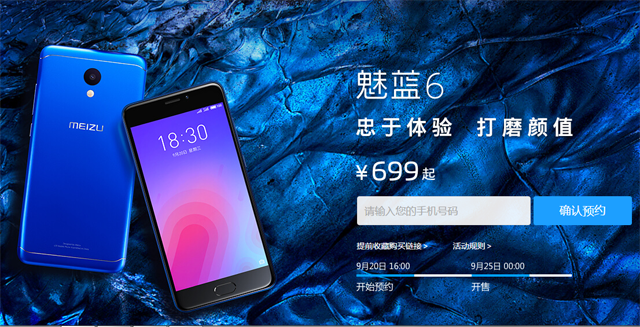 MEIZU
18:30
魅蓝6
忠于体验 打磨颜值
¥699起
请输入您的手机号码 确认预约
提前收藏购买链接 > 活动规则 >
9月20日 16:00 9月25日 00:00
开始预约 开售